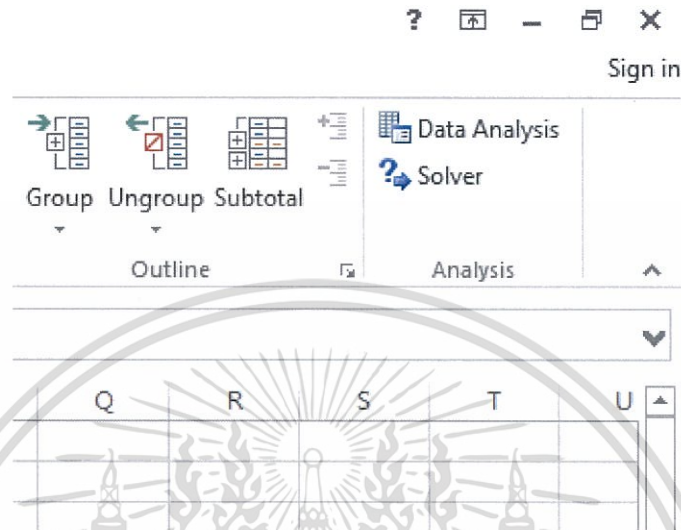 ?
Sign in
Data Analysis
Solver
Group Ungroup Subtotal
Outline Analysis
Q R S T U